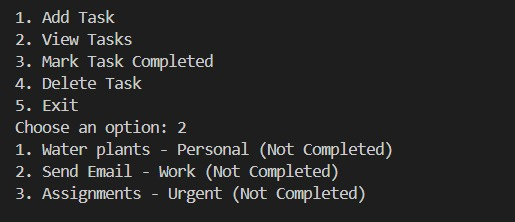 1. Add Task
2. View Tasks
3. Mark Task Completed
4. Delete Task
5. Exit
Choose an option: 2
1. Water plants - Personal (Not Completed)
2. Send Email - Work (Not Completed)
3. Assignments - Urgent (Not Completed)